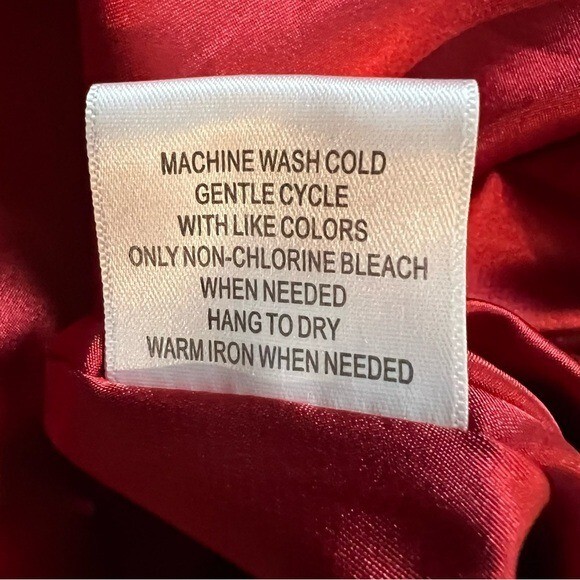 MACHINE WASH COLD
GENTLE CYCLE
WITH LIKE COLORS
ONLY NON-CHLORINE BLEACH
WHEN NEEDED
HANG TO DRY
WARM IRON WHEN NEEDED